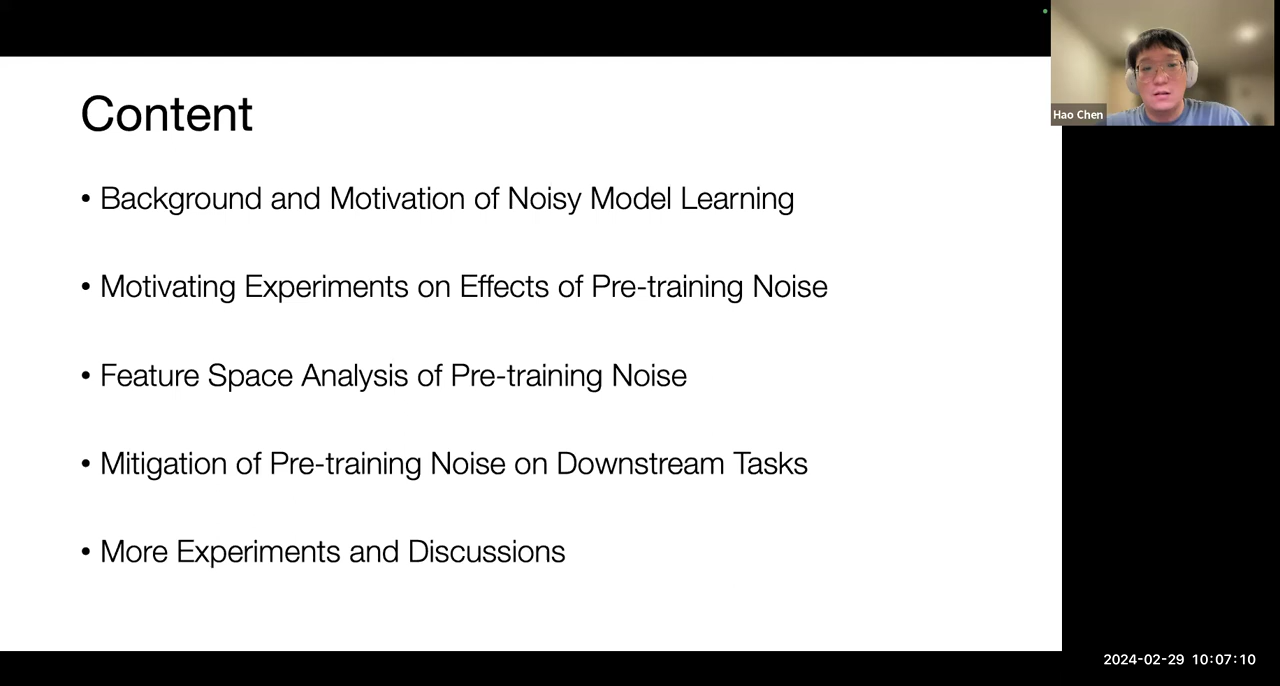 Content
• Background and Motivation of Noisy Model Learning
• Motivating Experiments on Effects of Pre-training Noise
• Feature Space Analysis of Pre-training Noise
• Mitigation of Pre-training Noise on Downstream Tasks
• More Experiments and Discussions
Hao Chen
2024-02-29 10:07:10